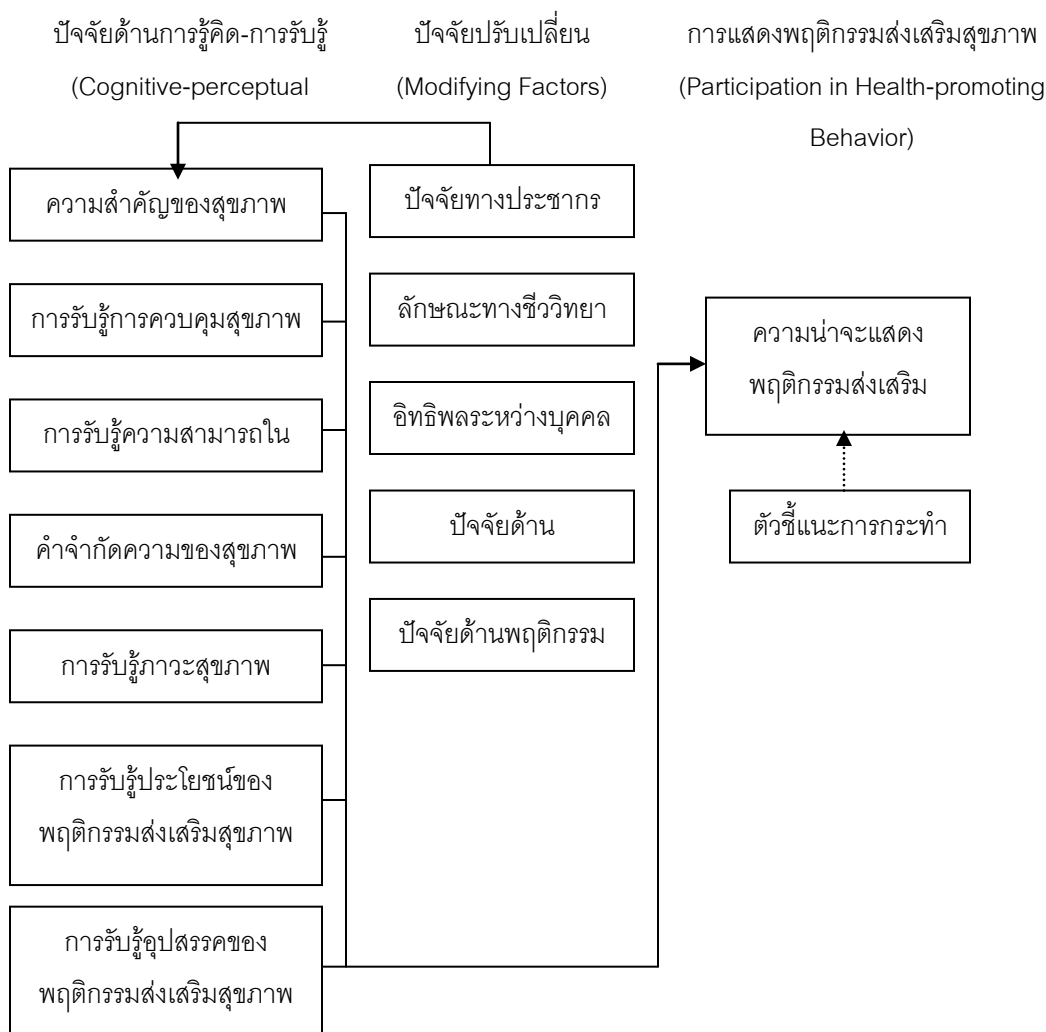 ปัจจัยด้านการรู้คิด-การรับรู้
(Cognitive-perceptual
ปัจจัยปรับเปลี่ยน
(Modifying Factors)
การแสดงพฤติกรรมส่งเสริมสุขภาพ
(Participation in Health-promoting
Behavior)
ความสำคัญของสุขภาพ
การรับรู้การควบคุมสุขภาพ
การรับรู้ความสามารถใน
คำจำกัดความของสุขภาพ
การรับรู้ภาวะสุขภาพ
การรับรู้ประโยชน์ของ
พฤติกรรมส่งเสริมสุขภาพ
การรับรู้อุปสรรคของ
พฤติกรรมส่งเสริมสุขภาพ
ปัจจัยทางประชากร
ลักษณะทางชีววิทยา
อิทธิพลระหว่างบุคคล
ปัจจัยด้าน
ปัจจัยด้านพฤติกรรม
ความน่าจะแสดง
พฤติกรรมส่งเสริม
ตัวชี้แนะการกระทำ